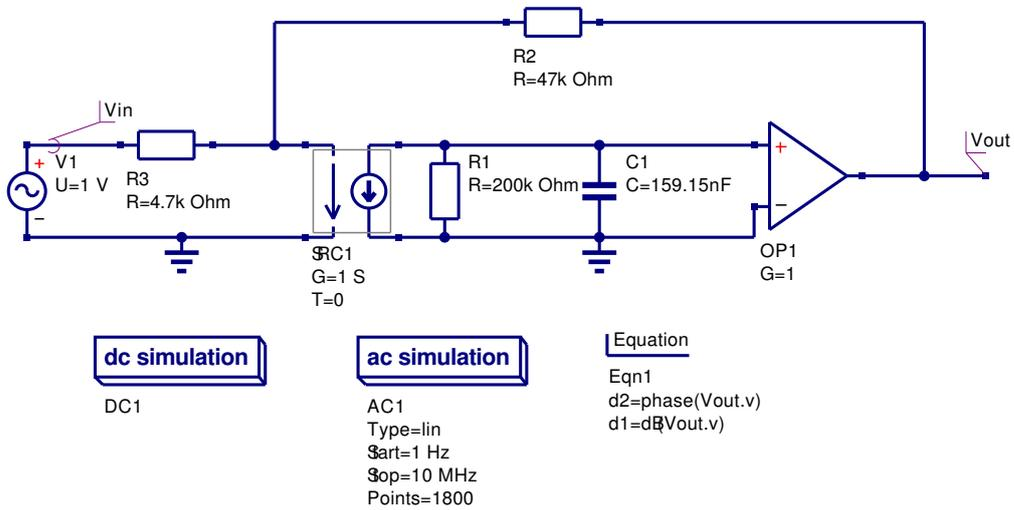 R2
R=47k Ohm
Vin
+
V1
U=1 V
−
R3
R=4.7k Ohm
SRC1
G=1 S
T=0
R1
R=200k Ohm
C1
C=159.15nF
+
−
OP1
G=1
Vout
dc simulation
DC1
ac simulation
AC1
Type=lin
Start=1 Hz
Stop=10 MHz
Points=1800
Equation
Eqn1
d2=phase(Vout.v)
d1=dB(Vout.v)